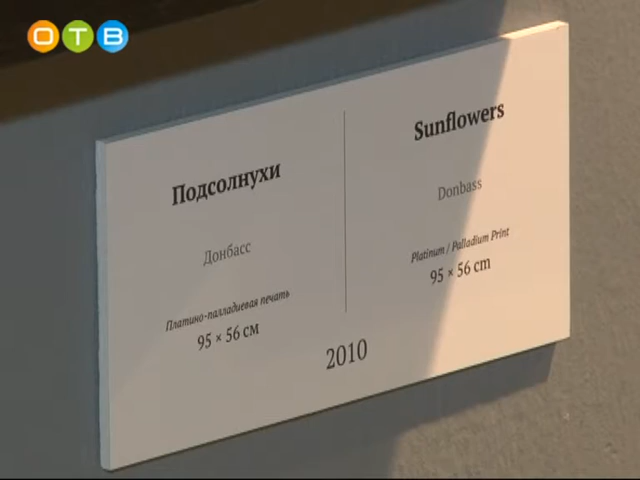 ОТВ
Подсолнухи
Донбасс
Платино-палладиевая печать
95 × 56 см
Sunflowers
Donbass
Platinum / Palladium Print
95 × 56 cm
2010